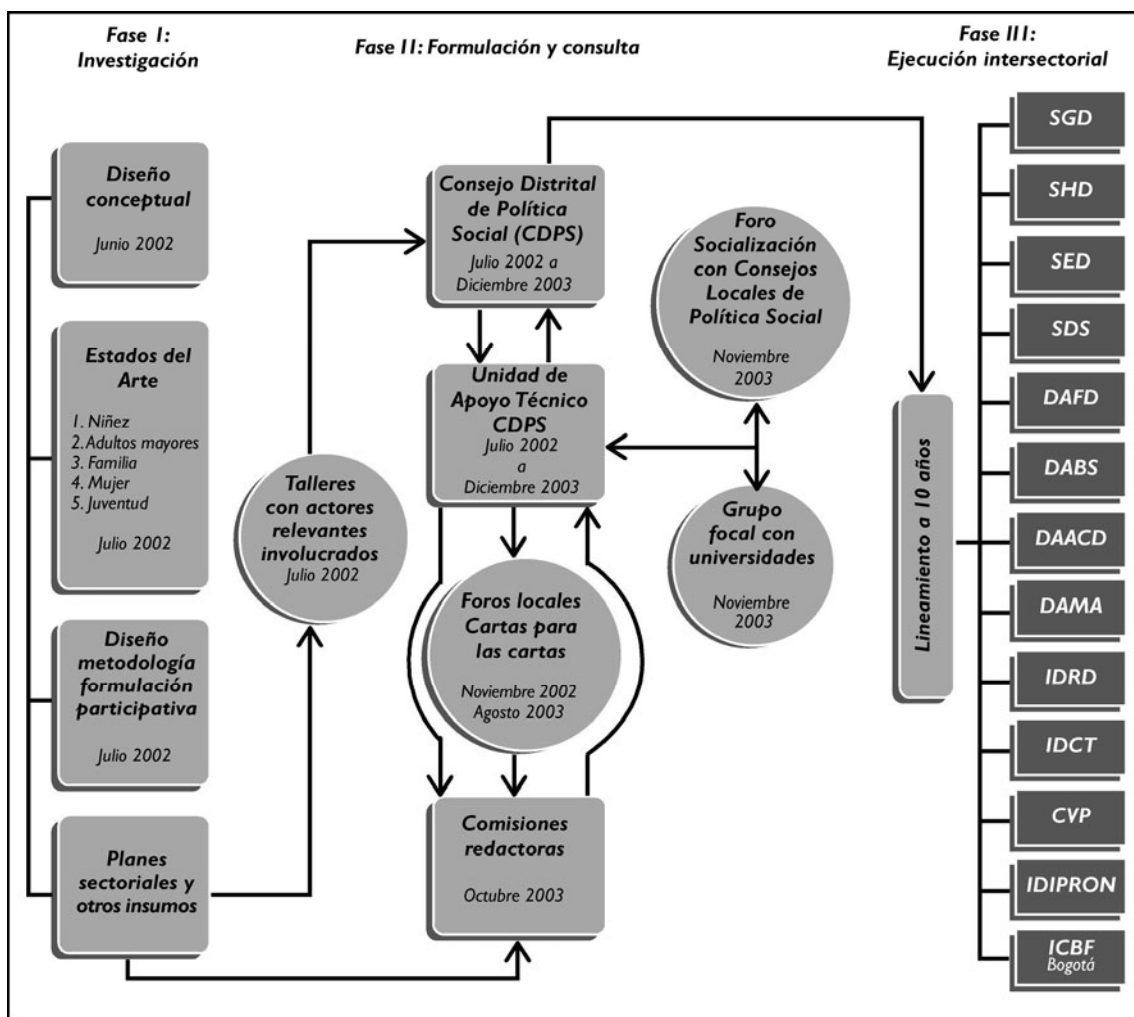 Fase I:
Investigación
Diseño
conceptual
Junio 2002
Estados del
Arte
1. Niñez
2. Adultos mayores
3. Familia
4. Mujer
5. Juventud
Julio 2002
Diseño
metodología
formulación
participativa
Julio 2002
Planes
sectoriales y
otros insumos
Fase II: Formulación y consulta
Talleres
con actores
relevantes
involucrados
Julio 2002
Consejo Distrital
de Política
Social (CDPS)
Julio 2002 a
Diciembre 2003
Unidad de
Apoyo Técnico
CDPS
Julio 2002
a
Diciembre 2003
Foros locales
Cartas para
las cartas
Noviembre 2002
Agosto 2003
Comisiones
redactoras
Octubre 2003
Foro
Socialización
con Consejos
Locales de
Política Social
Noviembre
2003
Grupo
focal con
universidades
Noviembre
2003
Fase III:
Ejecución intersectorial
Lineamiento a 10 años
SGD
SHD
SED
SDS
DAFD
DABS
DAACD
DAMA
IDRD
IDCT
CVP
IDIPRON
ICBF
Bogotá